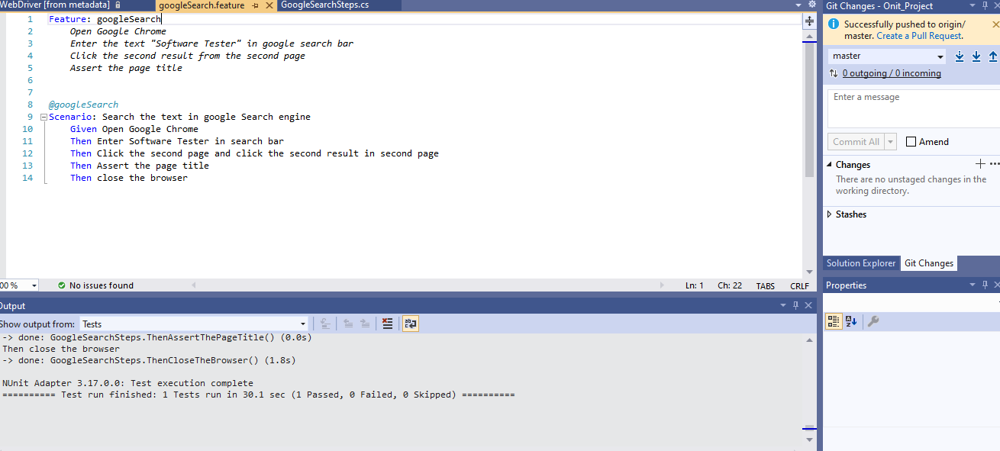 WebDriver [from metadata]
googleSearch.feature
GoogleSearchSteps.cs
1 Feature: googleSearch
2 Open Google Chrome
3 Enter the text "Software Tester" in google search bar
4 Click the second result from the second page
5 Assert the page title
6
7
8 @googleSearch
9 Scenario: Search the text in google Search engine
10 Given Open Google Chrome
11 Then Enter Software Tester in search bar
12 Then Click the second page and click the second result in second page
13 Then Assert the page title
14 Then close the browser
00 % No issues found Ln: 1 Ch: 22 TABS CRLF
Output
Show output from: Tests
-> done: GoogleSearchSteps.ThenAssertThePageTitle() (0.0s)
Then close the browser
-> done: GoogleSearchSteps.ThenCloseTheBrowser() (1.8s)
NUnit Adapter 3.17.0.0: Test execution complete
========== Test run finished: 1 Tests run in 30.1 sec (1 Passed, 0 Failed, 0 Skipped) ==========
Git Changes - Onit_Project
Successfully pushed to origin/
master. Create a Pull Request.
master
0 outgoing / 0 incoming
Enter a message
Commit All Amend
Changes
There are no unstaged changes in the
working directory.
Stashes
Solution Explorer Git Changes
Properties